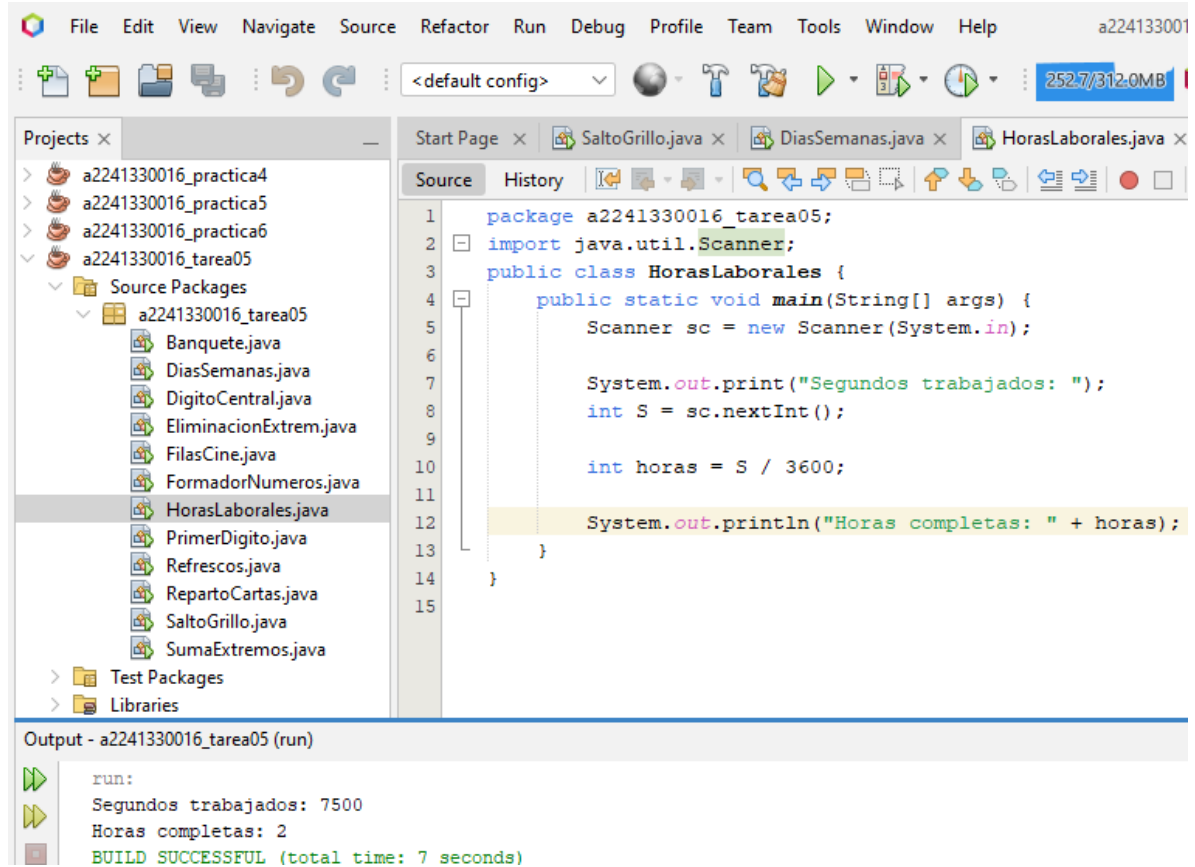 File Edit View Navigate Source Refactor Run Debug Profile Team Tools Window Help a224133001
<default config> 252.7/312.0MB
Projects
Start Page SaltoGrillo.java DiasSemanas.java HorasLaborales.java
Source History
a2241330016_practica4
a2241330016_practica5
a2241330016_practica6
a2241330016_tarea05
Source Packages
a2241330016_tarea05
Banquete.java
DiasSemanas.java
DigitoCentral.java
EliminacionExtrem.java
FilasCine.java
FormadorNumeros.java
HorasLaborales.java
PrimerDigito.java
Refrescos.java
RepartoCartas.java
SaltoGrillo.java
SumaExtremos.java
Test Packages
Libraries
1 package a2241330016_tarea05;
2 import java.util.Scanner;
3 public class HorasLaborales {
4 public static void main(String[] args) {
5 Scanner sc = new Scanner(System.in);
6
7 System.out.print("Segundos trabajados: ");
8 int S = sc.nextInt();
9
10 int horas = S / 3600;
11
12 System.out.println("Horas completas: " + horas);
13 }
14 }
15
Output - a2241330016_tarea05 (run)
run:
Segundos trabajados: 7500
Horas completas: 2
BUILD SUCCESSFUL (total time: 7 seconds)